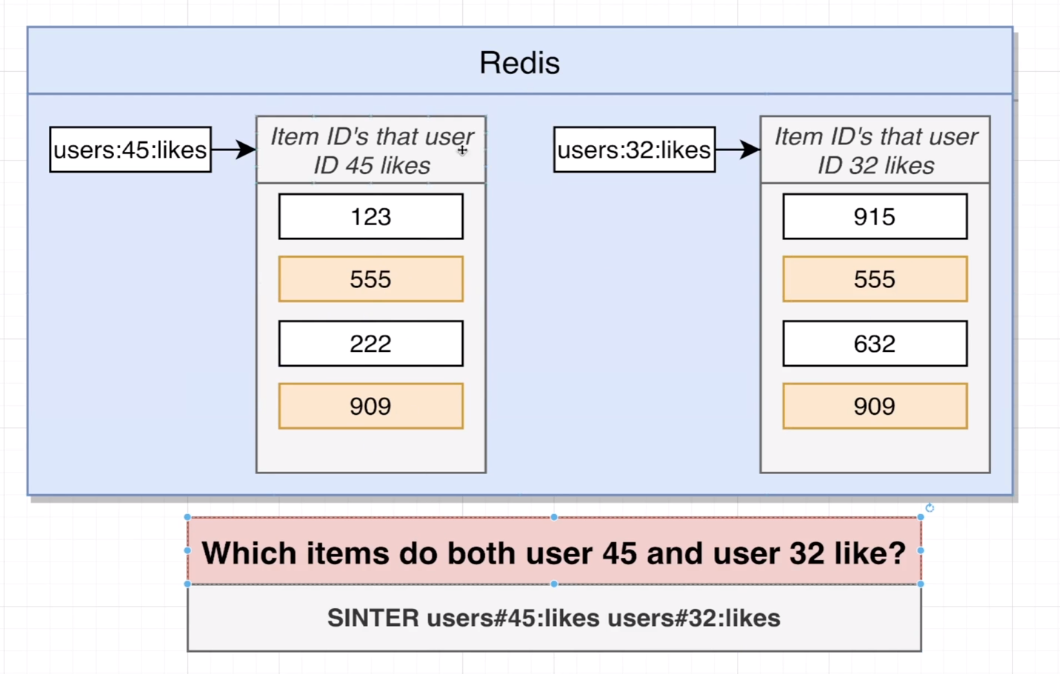 Redis
users:45:likes
Item ID's that user
ID 45 likes
123
555
222
909
users:32:likes
Item ID's that user
ID 32 likes
915
555
632
909
Which items do both user 45 and user 32 like?
SINTER users#45:likes users#32:likes